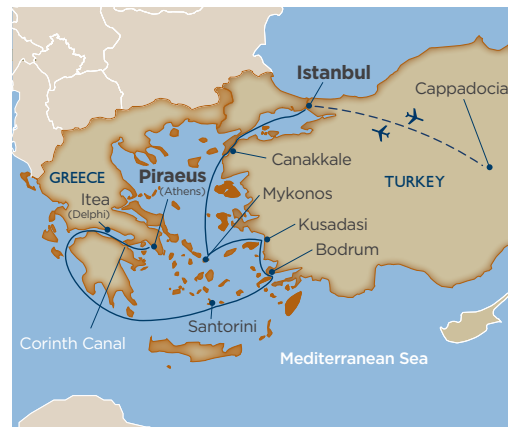 Istanbul
Cappadocia
Canakkale
GREECE
Piraeus
(Athens)
TURKEY
Itea
(Delphi)
Mykonos
Kusadasi
Bodrum
Santorini
Corinth Canal
Mediterranean Sea